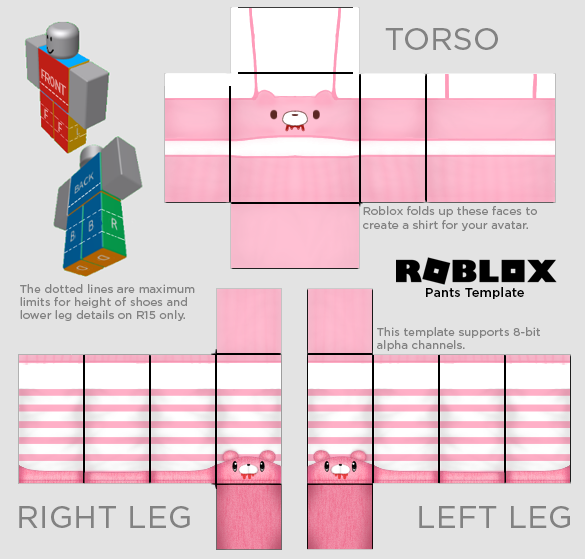 TORSO
FRONT
F
F
L
BACK
B
B
R
Roblox folds up these faces to
create a shirt for your avatar.
ROBLOX
Pants Template
The dotted lines are maximum
limits for height of shoes and
lower leg details on R15 only.
This template supports 8-bit
alpha channels.
RIGHT LEG
LEFT LEG